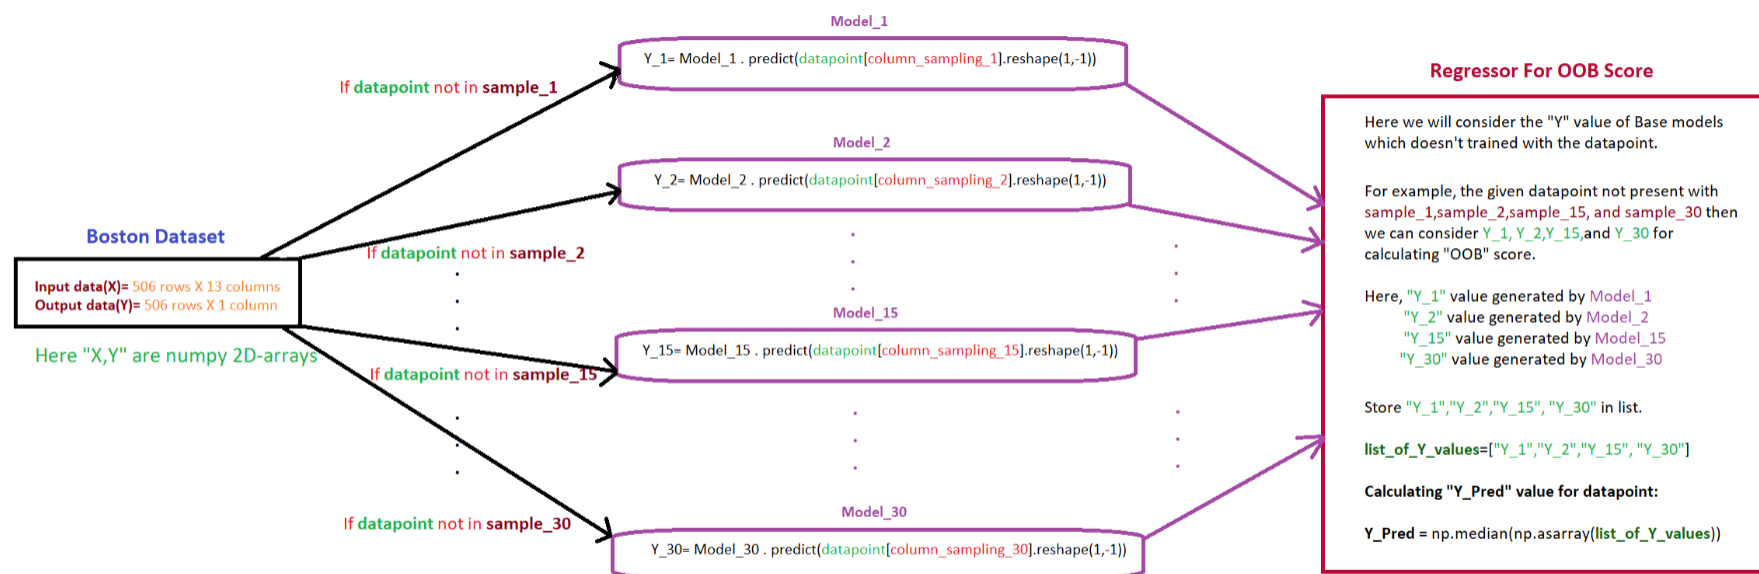 Model_1
Y_1= Model_1 . predict(datapoint[column_sampling_1].reshape(1,-1))
If datapoint not in sample_1
Model_2
Y_2= Model_2 . predict(datapoint[column_sampling_2].reshape(1,-1))
If datapoint not in sample_2
Boston Dataset
Input data(X)= 506 rows X 13 columns
Output data(Y)= 506 rows X 1 column
Here "X,Y" are numpy 2D-arrays
Model_15
Y_15= Model_15 . predict(datapoint[column_sampling_15].reshape(1,-1))
If datapoint not in sample_15
Model_30
If datapoint not in sample_30
Y_30= Model_30 . predict(datapoint[column_sampling_30].reshape(1,-1))
Regressor For OOB Score
Here we will consider the "Y" value of Base models
which doesn't trained with the datapoint.
For example, the given datapoint not present with
sample_1,sample_2,sample_15, and sample_30 then
we can consider Y_1, Y_2,Y_15,and Y_30 for
calculating "OOB" score.
Here, "Y_1" value generated by Model_1
"Y_2" value generated by Model_2
"Y_15" value generated by Model_15
"Y_30" value generated by Model_30
Store "Y_1","Y_2","Y_15", "Y_30" in list.
list_of_Y_values=["Y_1","Y_2","Y_15", "Y_30"]
Calculating "Y_Pred" value for datapoint:
Y_Pred = np.median(np.asarray(list_of_Y_values))